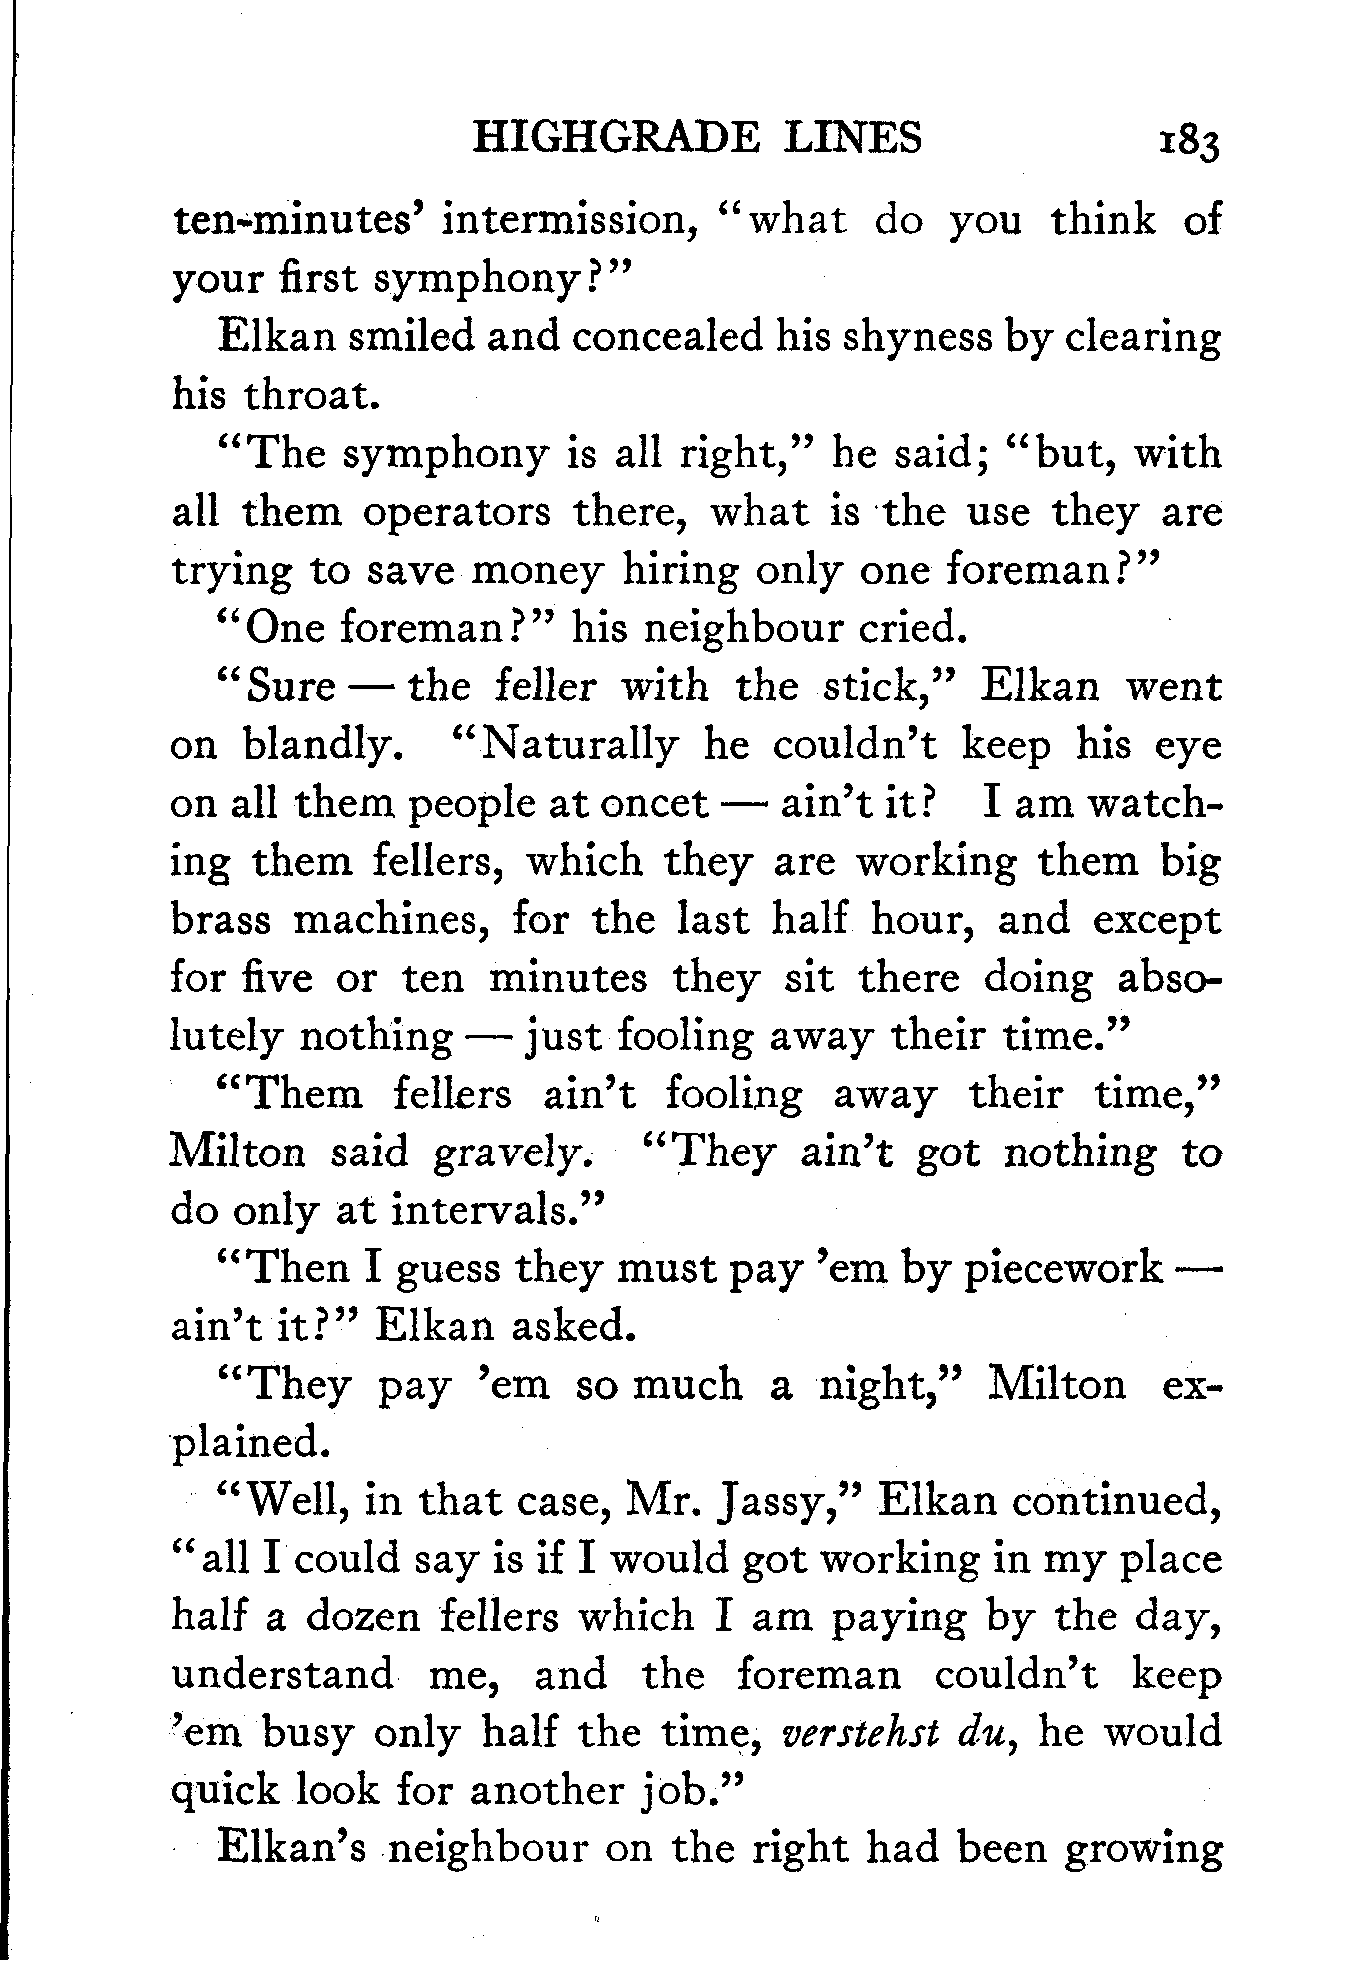 HIGHGRADE LINES 183
ten-minutes' intermission, "what do you think of
your first symphony?"
Elkan smiled and concealed his shyness by clearing
his throat.
"The symphony is all right," he said; "but, with
all them operators there, what is the use they are
trying to save money hiring only one foreman?"
"One foreman?" his neighbour cried.
"Sure — the feller with the stick," Elkan went
on blandly. "Naturally he couldn't keep his eye
on all them people at oncet — ain't it? I am watch-
ing them fellers, which they are working them big
brass machines, for the last half hour, and except
for five or ten minutes they sit there doing abso-
lutely nothing — just fooling away their time."
"Them fellers ain't fooling away their time,"
Milton said gravely. "They ain't got nothing to
do only at intervals."
"Then I guess they must pay 'em by piecework —
ain't it?" Elkan asked.
"They pay 'em so much a night," Milton ex-
plained.
"Well, in that case, Mr. Jassy," Elkan continued,
"all I could say is if I would got working in my place
half a dozen fellers which I am paying by the day,
understand me, and the foreman couldn't keep
'em busy only half the time, verstehst du, he would
quick look for another job."
Elkan's neighbour on the right had been growing